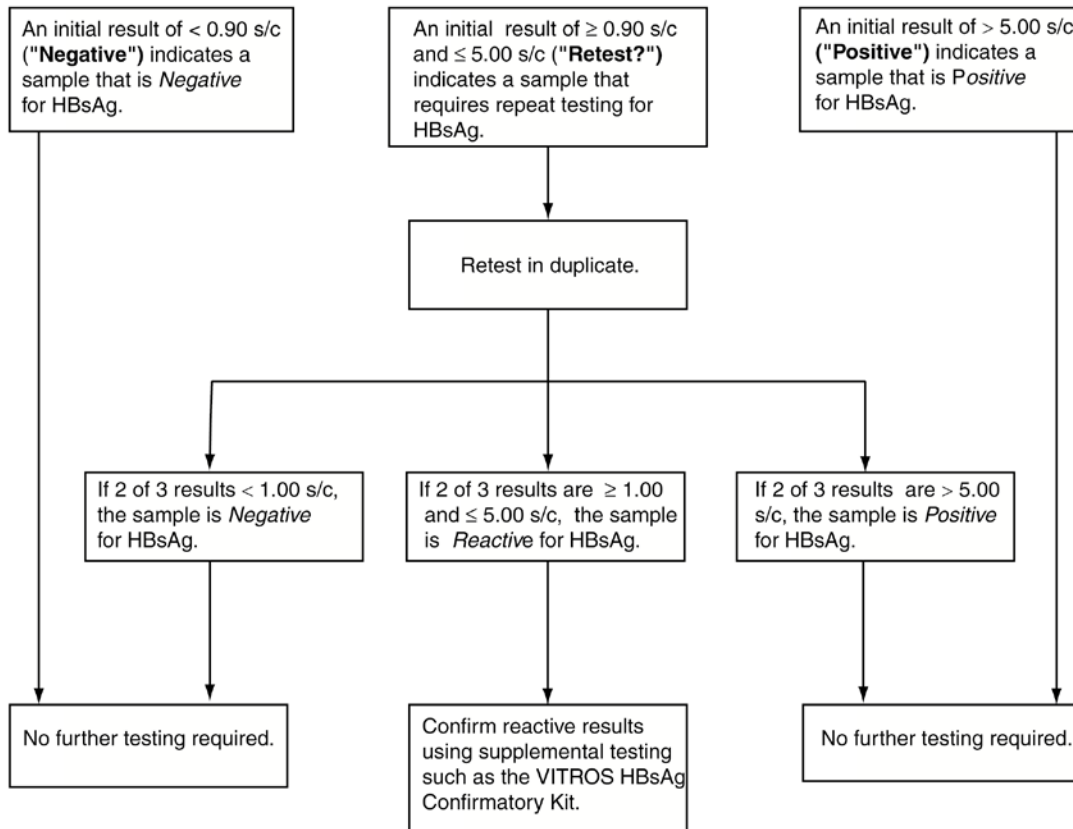 An initial result of < 0.90 s/c
("Negative") indicates a
sample that is Negative
for HBsAg.
An initial result of ≥ 0.90 s/c
and ≤ 5.00 s/c ("Retest?")
indicates a sample that
requires repeat testing for
HBsAg.
An initial result of > 5.00 s/c
("Positive") indicates a
sample that is Positive
for HBsAg.
Retest in duplicate.
If 2 of 3 results < 1.00 s/c,
the sample is Negative
for HBsAg.
If 2 of 3 results are ≥ 1.00
and ≤ 5.00 s/c, the sample
is Reactive for HBsAg.
If 2 of 3 results are > 5.00
s/c, the sample is Positive
for HBsAg.
No further testing required.
Confirm reactive results
using supplemental testing
such as the VITROS HBsAg
Confirmatory Kit.
No further testing required.